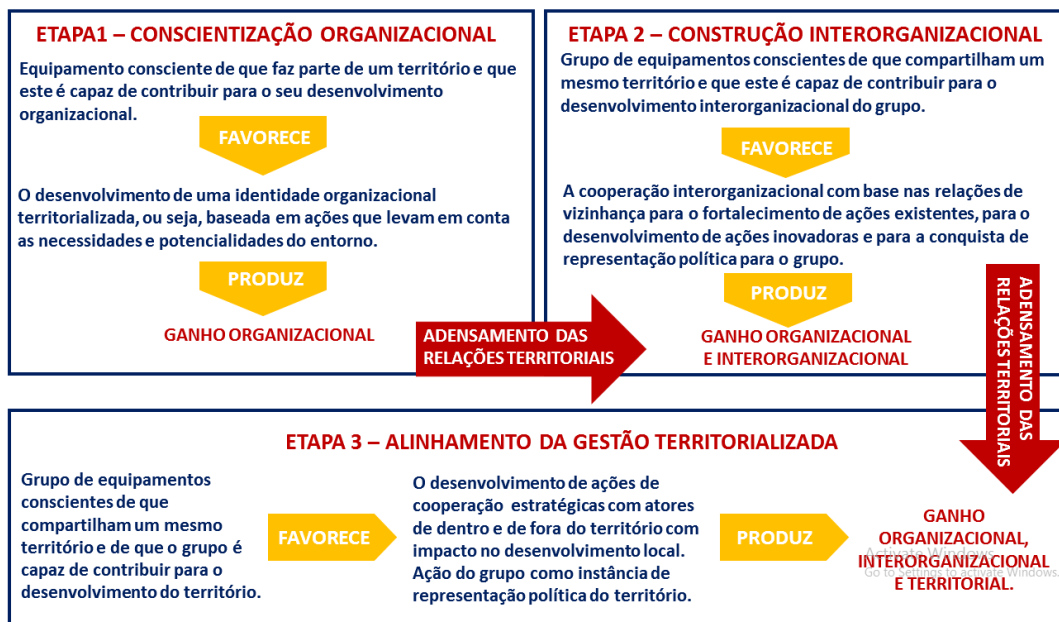 ETAPA1 – CONSCIENTIZAÇÃO ORGANIZACIONAL
Equipamento consciente de que faz parte de um território e que
este é capaz de contribuir para o seu desenvolvimento
organizacional.
FAVORECE
O desenvolvimento de uma identidade organizacional
territorializada, ou seja, baseada em ações que levam em conta
as necessidades e potencialidades do entorno.
PRODUZ
GANHO ORGANIZACIONAL
ADENSAMENTO DAS
RELAÇÕES TERRITORIAIS
ETAPA 2 – CONSTRUÇÃO INTERORGANIZACIONAL
Grupo de equipamentos conscientes de que compartilham um
mesmo território e que este é capaz de contribuir para o
desenvolvimento interorganizacional do grupo.
FAVORECE
A cooperação interorganizacional com base nas relações de
vizinhança para o fortalecimento de ações existentes, para o
desenvolvimento de ações inovadoras e para a conquista de
representação política para o grupo.
PRODUZ
GANHO ORGANIZACIONAL
E INTERORGANIZACIONAL
ADENSAMENTO DAS
RELAÇÕES TERRITORIAIS
ETAPA 3 – ALINHAMENTO DA GESTÃO TERRITORIALIZADA
Grupo de equipamentos
conscientes de que
compartilham um mesmo
território e de que o grupo é
capaz de contribuir para o
desenvolvimento do território.
FAVORECE
O desenvolvimento de ações de
cooperação estratégicas com atores
de dentro e de fora do território com
impacto no desenvolvimento local.
Ação do grupo como instância de
representação política do território.
PRODUZ
GANHO
ORGANIZACIONAL,
INTERORGANIZACIONAL
E TERRITORIAL.
Activate Windows
Go to Settings to activate Windows.